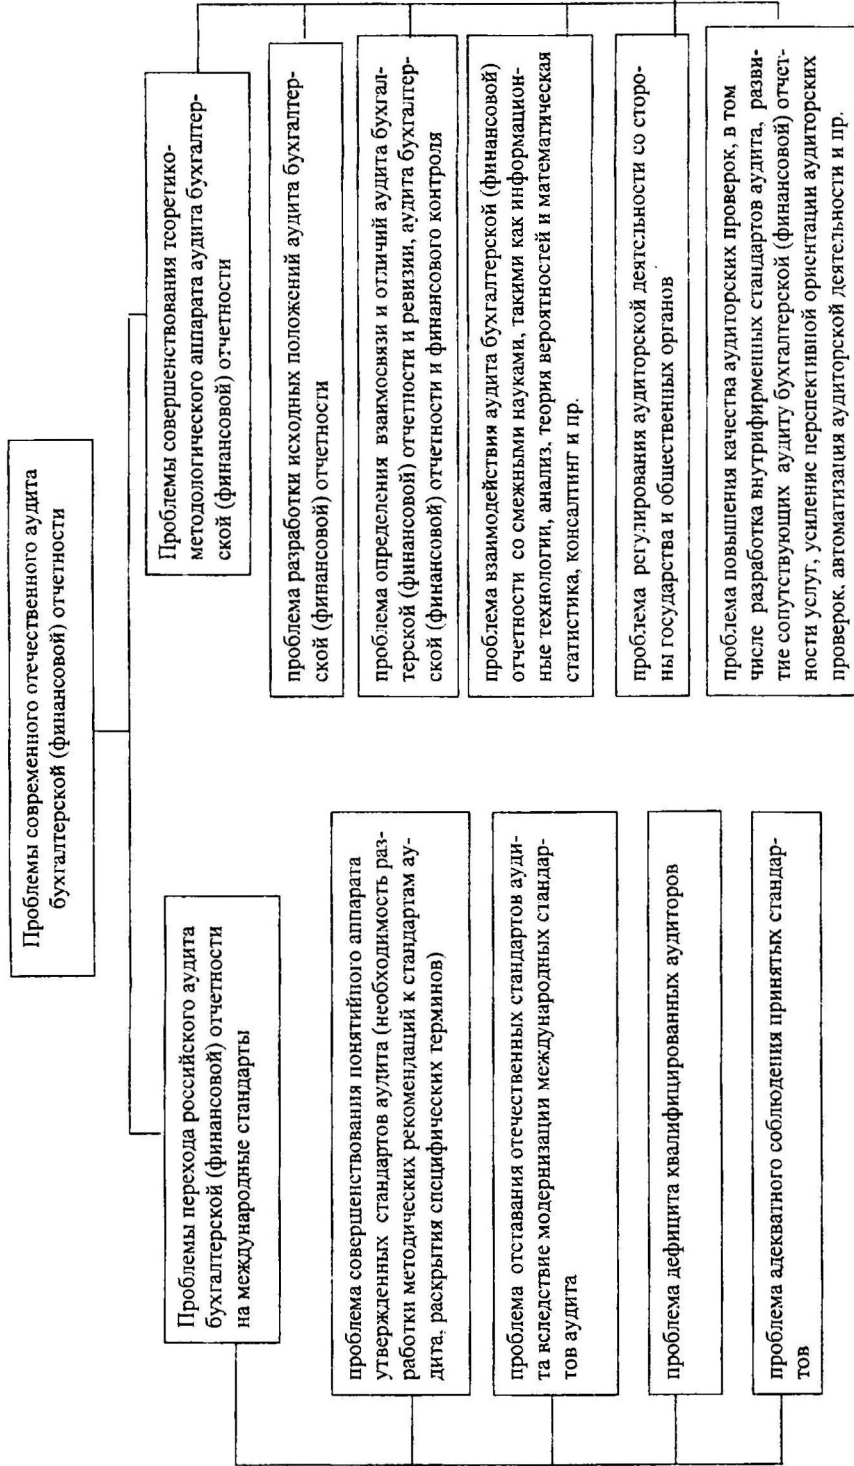 Проблемы современного отечественного аудита
бухгалтерской (финансовой) отчетности
Проблемы перехода российского аудита
бухгалтерской (финансовой) отчетности
на международные стандарты
проблема совершенствования понятийного аппарата
утвержденных стандартов аудита (необходимость раз-
работки методических рекомендаций к стандартам ау-
дита, раскрытия специфических терминов)
проблема отставания отечественных стандартов ауди-
та вследствие модернизации международных стандар-
тов аудита
проблема дефицита квалифицированных аудиторов
проблема адекватного соблюдения принятых стандар-
тов
Проблемы совершенствования теоретико-
методологического аппарата аудита бухгалтер-
ской (финансовой) отчетности
проблема разработки исходных положений аудита бухгалтер-
ской (финансовой) отчетности
проблема определения взаимосвязи и отличий аудита бухгал-
терской (финансовой) отчетности и ревизии, аудита бухгалтер-
ской (финансовой) отчетности и финансового контроля
проблема взаимодействия аудита бухгалтерской (финансовой)
отчетности со смежными науками, такими как информацион-
ные технологии, анализ, теория вероятностей и математическая
статистика, консалтинг и пр.
проблема регулирования аудиторской деятельности со сторо-
ны государства и общественных органов
проблема повышения качества аудиторских проверок, в том
числе разработка внутрифирменных стандартов аудита, разви-
тие сопутствующих аудиту бухгалтерской (финансовой) отчет-
ности услуг, усиление перспективной ориентации аудиторских
проверок, автоматизация аудиторской деятельности и пр.